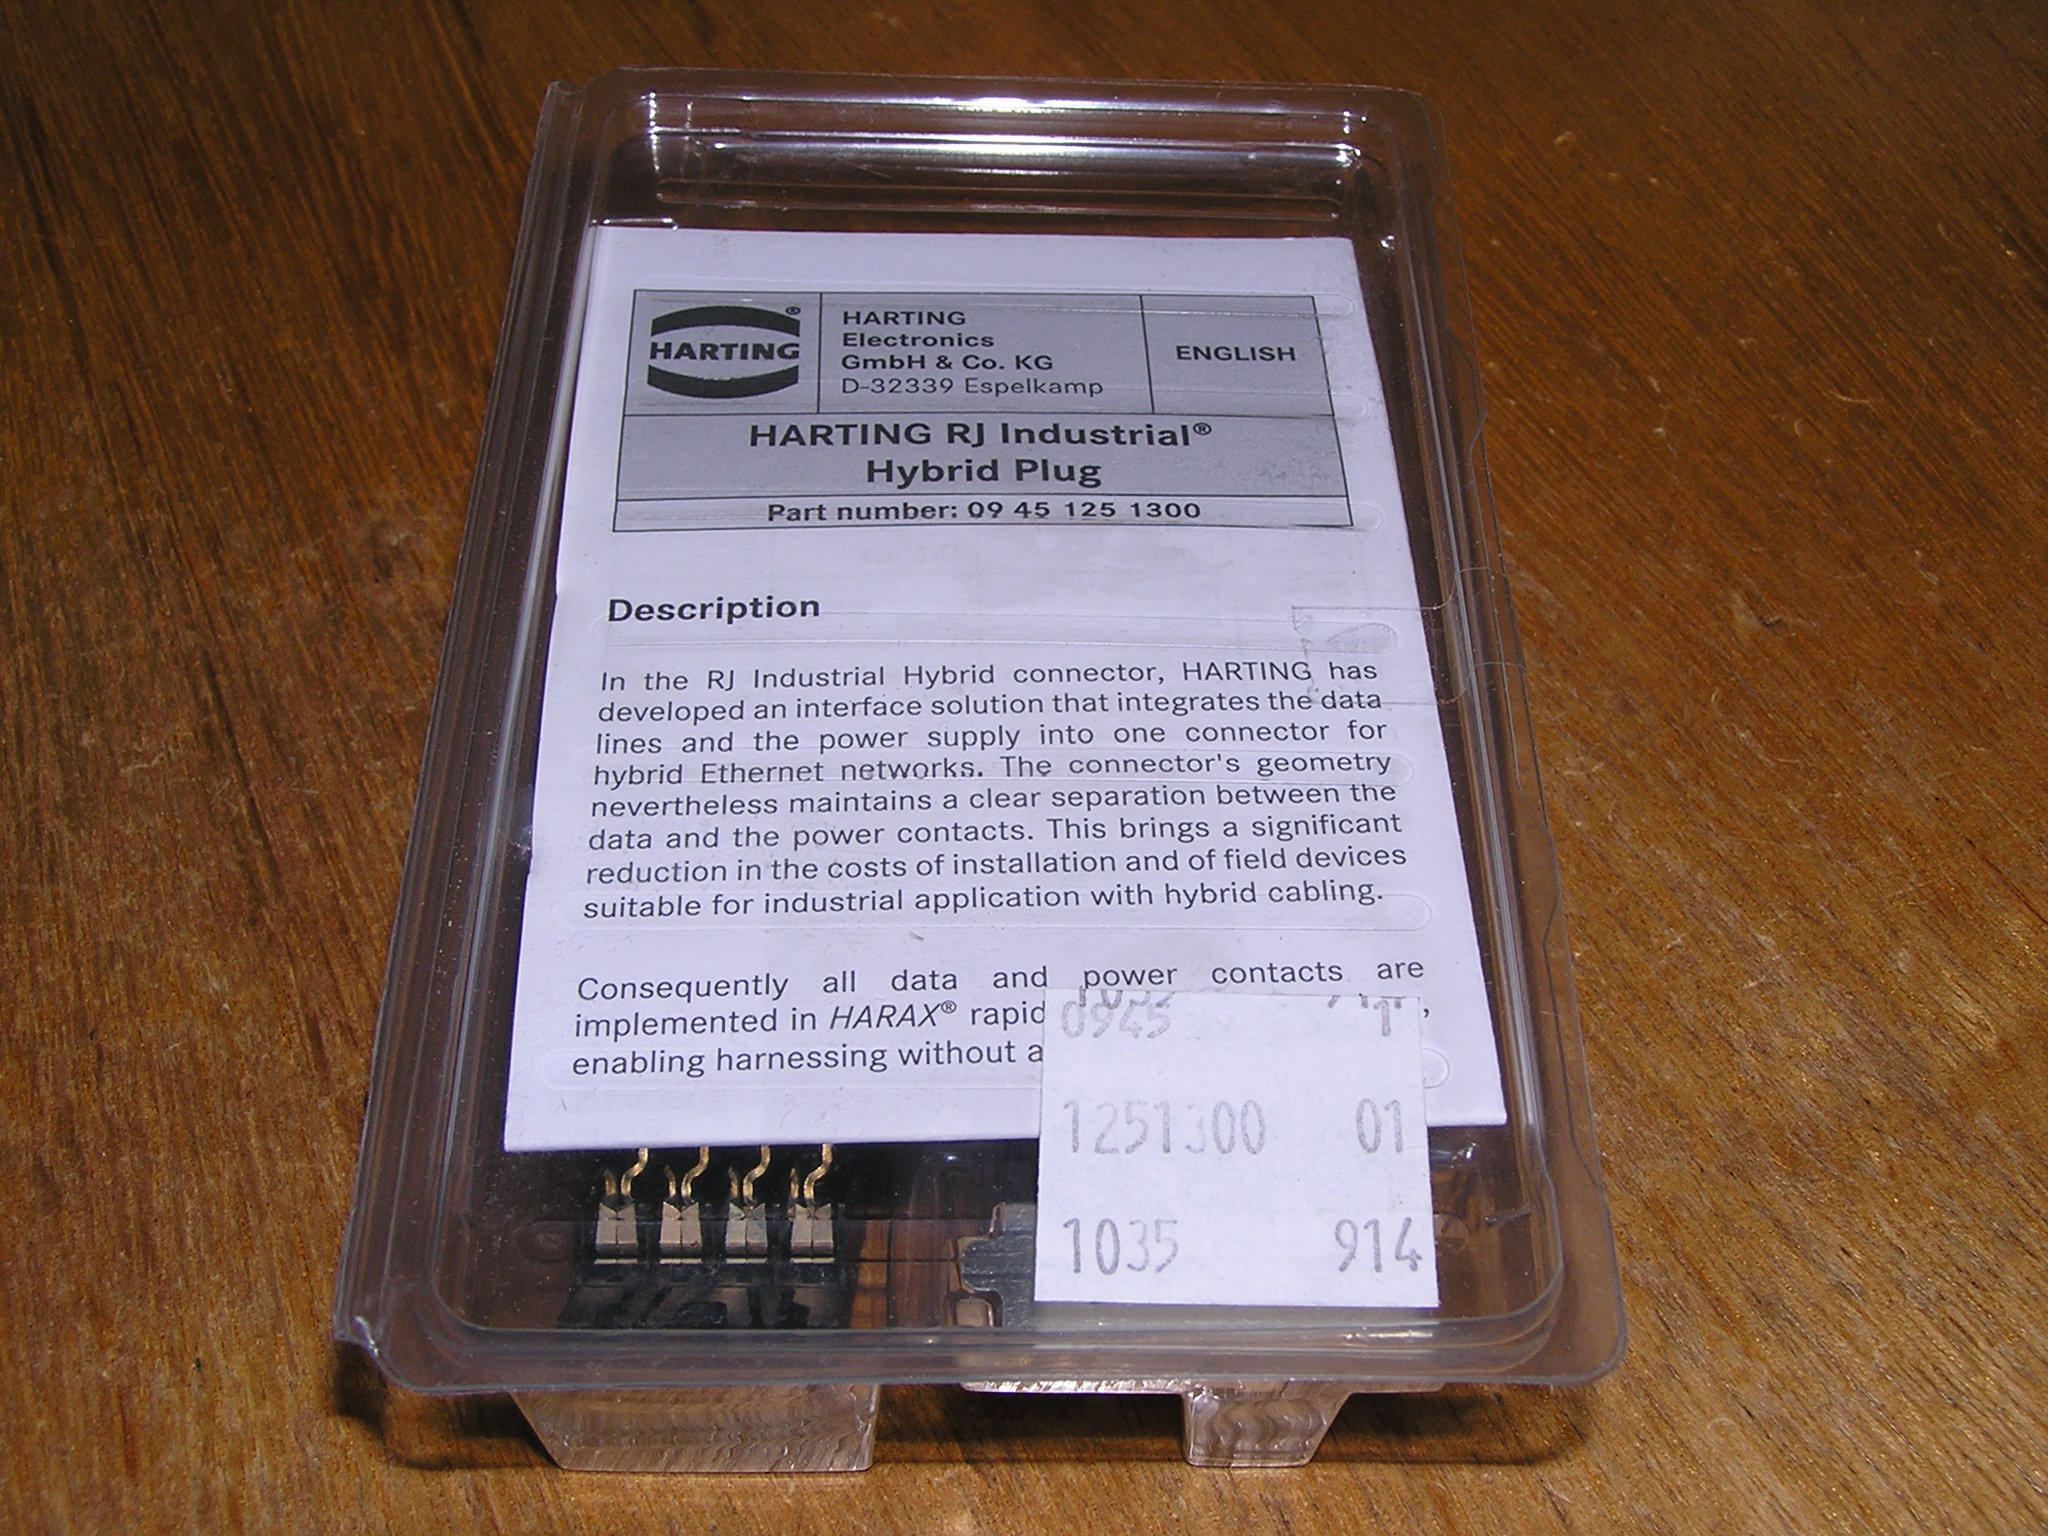 HARTING®
HARTING
Electronics
GmbH & Co. KG
D-32339 Espelkamp
ENGLISH
HARTING RJ Industrial®
Hybrid Plug
Part number: 09 45 125 1300
Description
In the RJ Industrial Hybrid connector, HARTING has
developed an interface solution that integrates the data
lines and the power supply into one connector for
hybrid Ethernet networks. The connector's geometry
nevertheless maintains a clear separation between the
data and the power contacts. This brings a significant
reduction in the costs of installation and of field devices
suitable for industrial application with hybrid cabling.
Consequently all data and power contacts are
implemented in HARAX® rapid
enabling harnessing without a
0945 1
1251300 01
1035 914